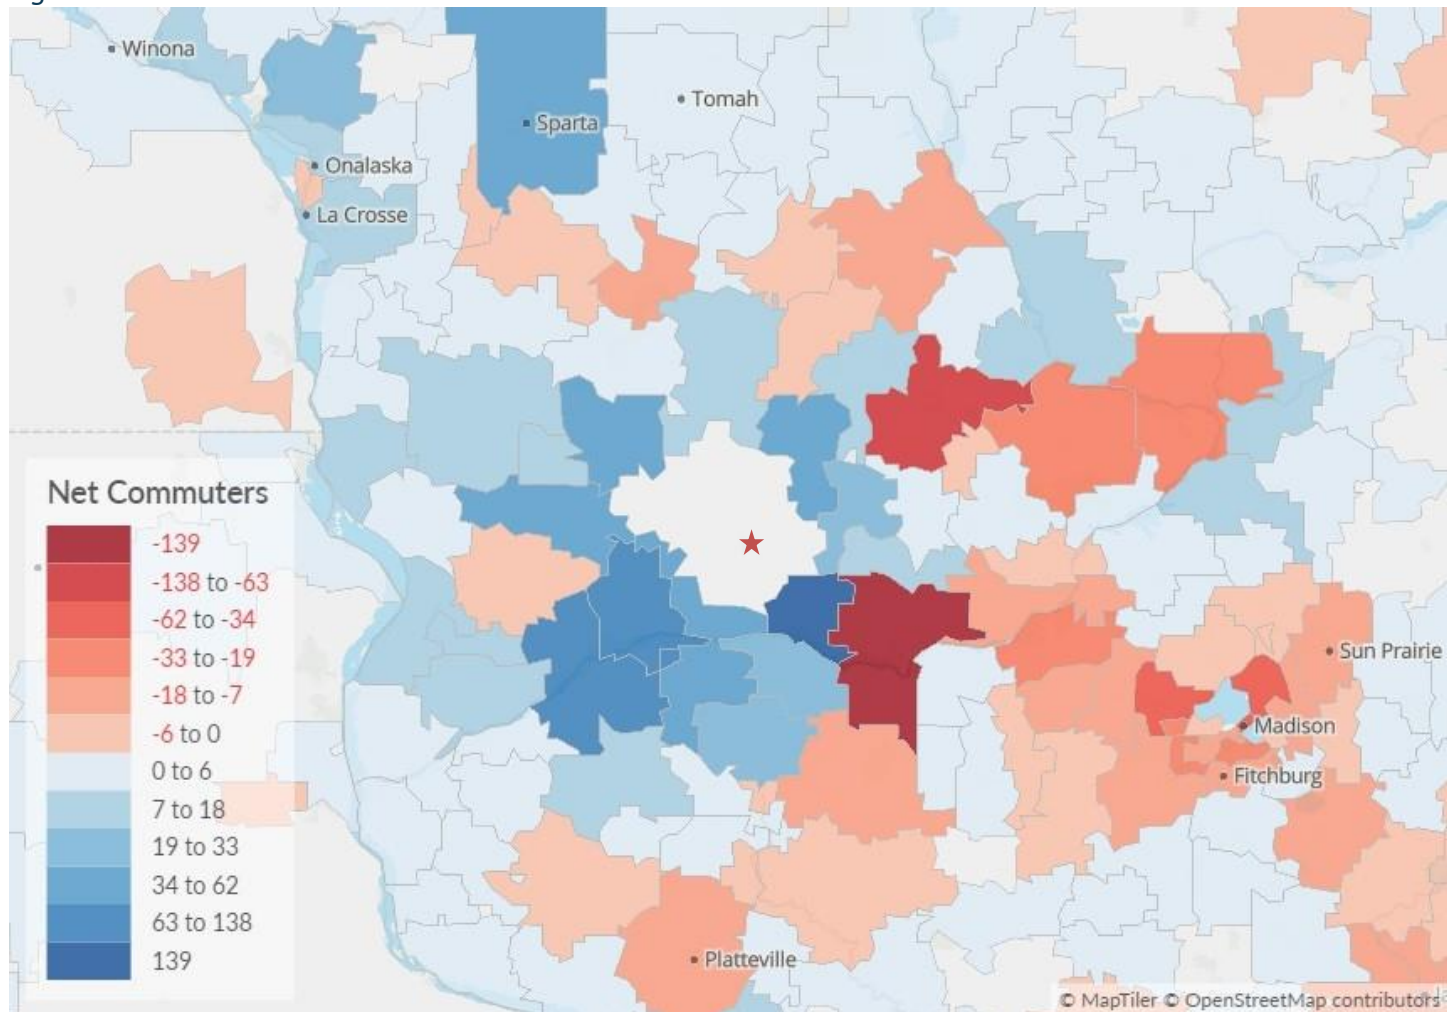 Winona
Tomah
Sparta
Onalaska
La Crosse
Net Commuters
-139
-138 to -63
-62 to -34
-33 to -19
-18 to -7
-6 to 0
0 to 6
7 to 18
19 to 33
34 to 62
63 to 138
139
Sun Prairie
Madison
Fitchburg
Platteville
© MapTiler © OpenStreetMap contributors